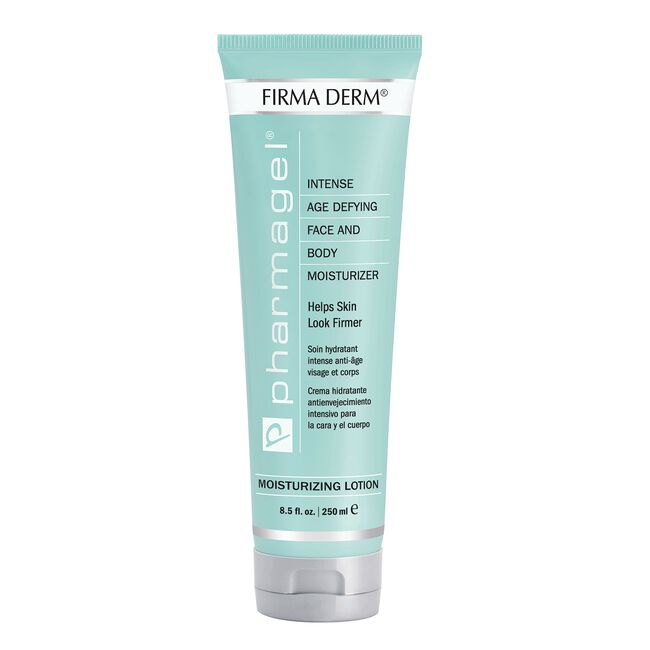 FIRMA DERM®
pharmagel®
INTENSE
AGE DEFYING
FACE AND
BODY
MOISTURIZER
Helps Skin
Look Firmer
Soin hydratant
intense anti-âge
visage et corps
Crema hidratante
antienvejecimiento
intensivo para
la cara y el cuerpo
MOISTURIZING LOTION
8.5 fl. oz. | 250 ml e